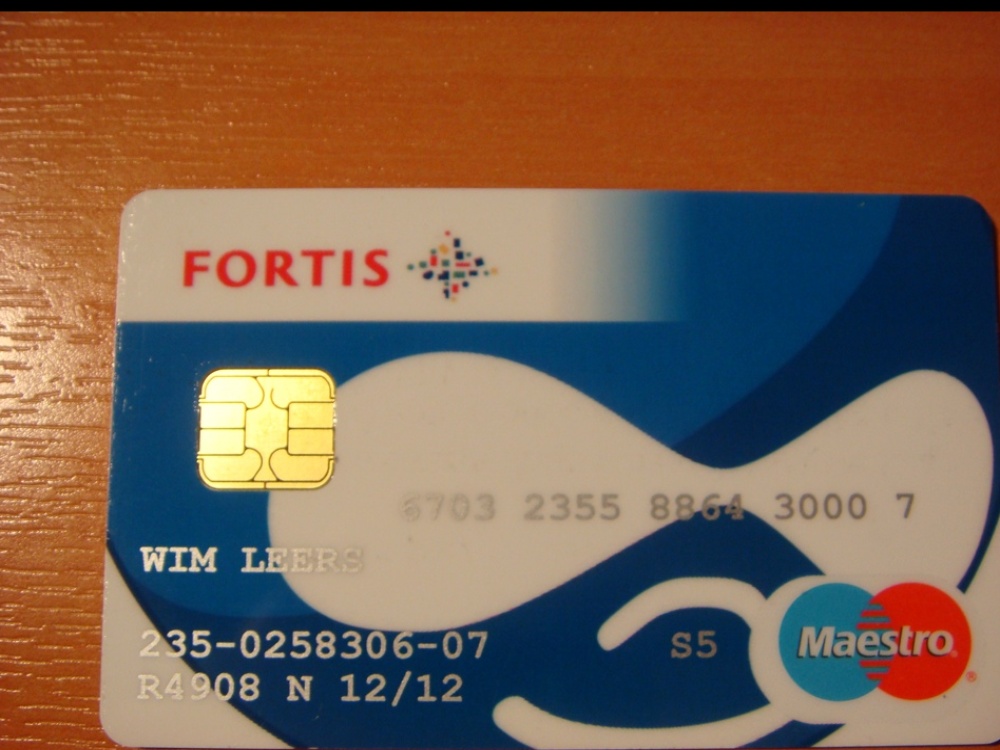 FORTIS
6703 2355 8864 3000 7
WIM LEERS
235-0258306-07
S5
Maestro
R4908 N 12/12